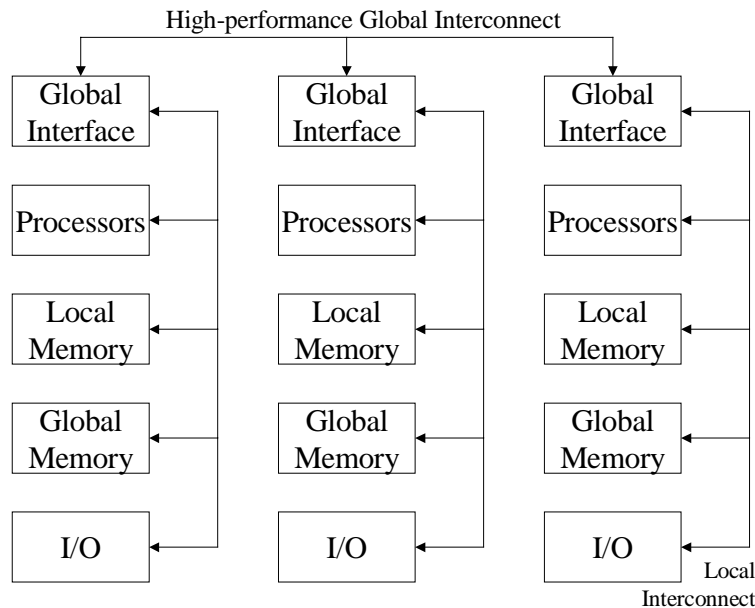 High-performance Global Interconnect
Global
Interface
Global
Interface
Global
Interface
Processors
Processors
Processors
Local
Memory
Local
Memory
Local
Memory
Global
Memory
Global
Memory
Global
Memory
I/O
I/O
I/O
Local
Interconnect